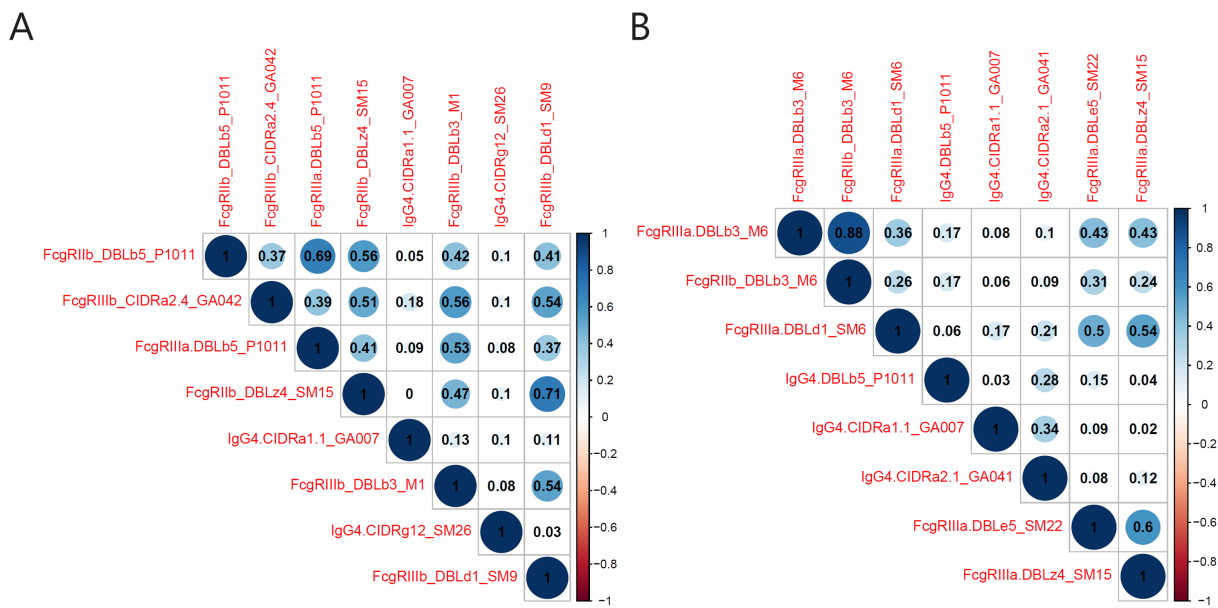 A
B
FcgRIIb_DBLb5_P1011
FcgRIIIb_CIDRa2.4_GA042
FcgRIIIa.DBLb5_P1011
FcgRIIb_DBLz4_SM15
IgG4.CIDRa1.1_GA007
FcgRIIIb_DBLb3_M1
IgG4.CIDRg12_SM26
FcgRIIIb_DBLd1_SM9
FcgRIIb_DBLb5_P1011 1 0.37 0.69 0.56 0.05 0.42 0.1 0.41
FcgRIIIb_CIDRa2.4_GA042 1 0.39 0.51 0.18 0.56 0.1 0.54
FcgRIIIa.DBLb5_P1011 1 0.41 0.09 0.53 0.08 0.37
FcgRIIb_DBLz4_SM15 1 0 0.47 0.1 0.71
IgG4.CIDRa1.1_GA007 1 0.13 0.1 0.11
FcgRIIIb_DBLb3_M1 1 0.08 0.54
IgG4.CIDRg12_SM26 1 0.03
FcgRIIIb_DBLd1_SM9 1
1
0.8
0.6
0.4
0.2
0
−0.2
−0.4
−0.6
−0.8
−1
FcgRIIIa.DBLb3_M6
FcgRIIb_DBLb3_M6
FcgRIIIa.DBLd1_SM6
IgG4.DBLb5_P1011
IgG4.CIDRa1.1_GA007
IgG4.CIDRa2.1_GA041
FcgRIIIa.DBLe5_SM22
FcgRIIIa.DBLz4_SM15
FcgRIIIa.DBLb3_M6 1 0.88 0.36 0.17 0.08 0.1 0.43 0.43
FcgRIIb_DBLb3_M6 1 0.26 0.17 0.06 0.09 0.31 0.24
FcgRIIIa.DBLd1_SM6 1 0.06 0.17 0.21 0.5 0.54
IgG4.DBLb5_P1011 1 0.03 0.28 0.15 0.04
IgG4.CIDRa1.1_GA007 1 0.34 0.09 0.02
IgG4.CIDRa2.1_GA041 1 0.08 0.12
FcgRIIIa.DBLe5_SM22 1 0.6
FcgRIIIa.DBLz4_SM15 1
1
0.8
0.6
0.4
0.2
0
−0.2
−0.4
−0.6
−0.8
−1